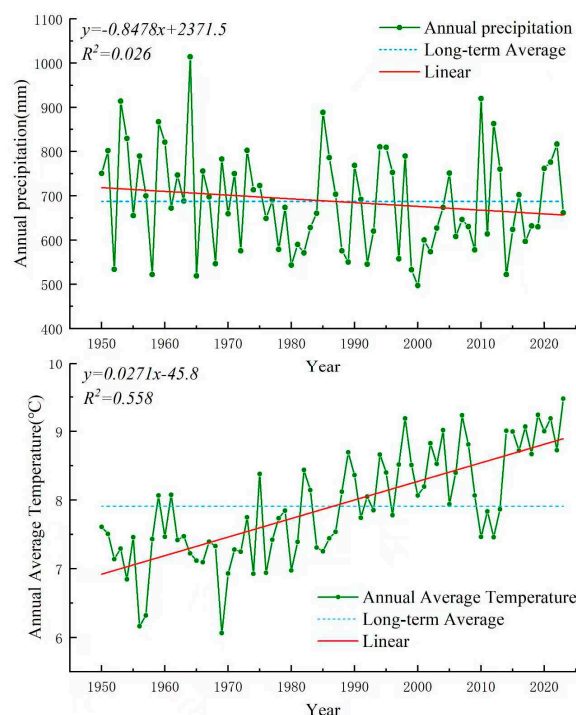 y=-0.8478x+2371.5
R²=0.026
Annual precipitation
Long-term Average
Linear
Annual precipitation(mm)
1100
1000
900
800
700
600
500
400
1950 1960 1970 1980 1990 2000 2010 2020
Year
y=0.0271x-45.8
R²=0.558
Annual Average Temperature(℃)
10
9
8
7
6
Annual Average Temperature
Long-term Average
Linear
1950 1960 1970 1980 1990 2000 2010 2020
Year